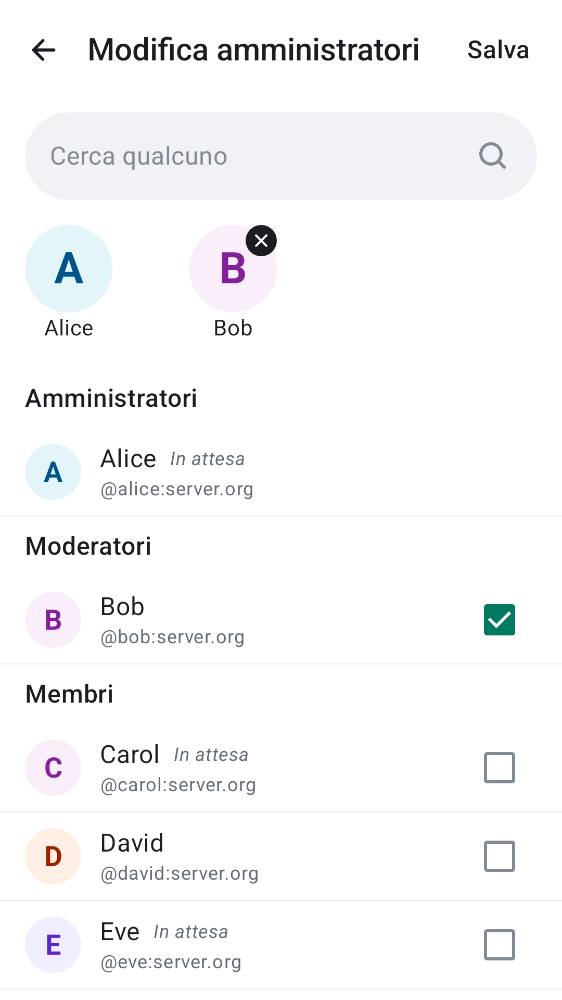 Modifica amministratori Salva
Cerca qualcuno
A B
Alice Bob
Amministratori
A Alice In attesa
@alice:server.org
Moderatori
B Bob
@bob:server.org
Membri
C Carol In attesa
@carol:server.org
D David
@david:server.org
E Eve In attesa
@eve:server.org